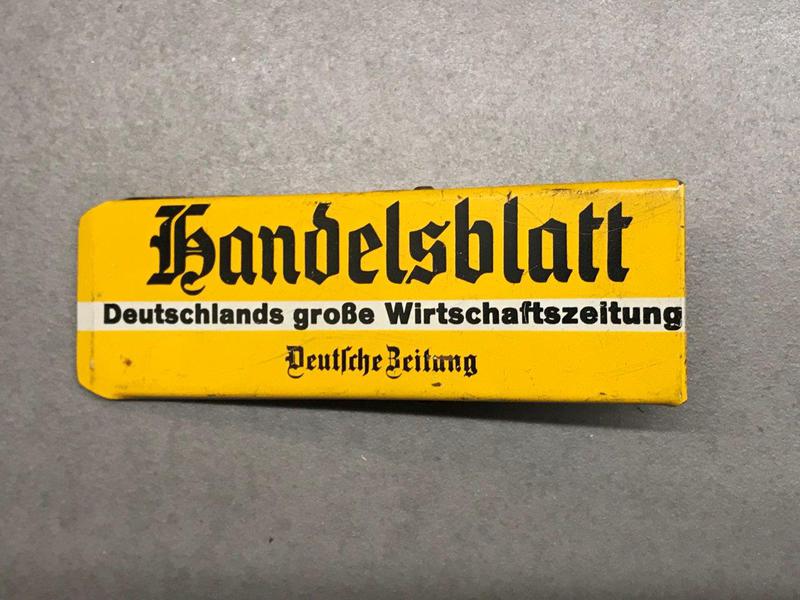 Handelsblatt
Deutschlands große Wirtschaftszeitung
Deutsche Zeitung